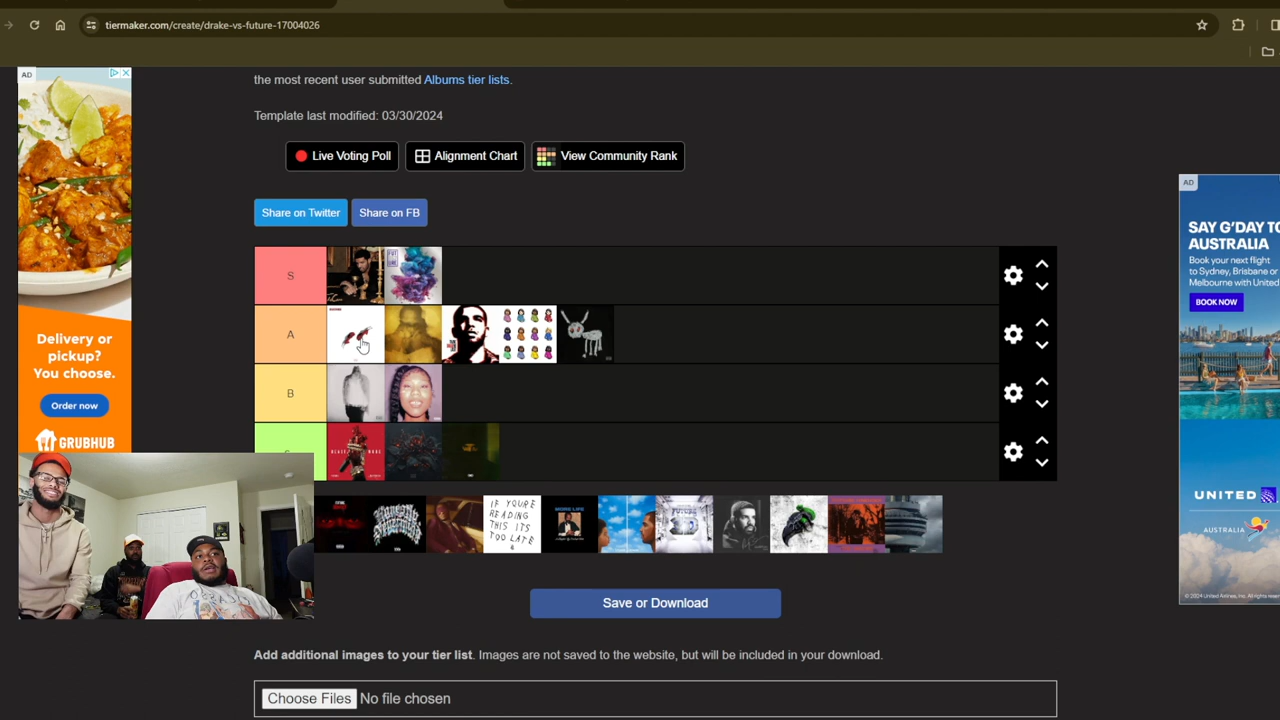 tiermaker.com/create/drake-vs-future-17004026
AD
the most recent user submitted Albums tier lists.
Template last modified: 03/30/2024
Live Voting Poll
Alignment Chart
View Community Rank
Share on Twitter
Share on FB
S
A
B
IF YOURE
READING
THIS ITS
TOO LATE
MORE LIFE
Save or Download
Add additional images to your tier list. Images are not saved to the website, but will be included in your download.
Choose Files No file chosen
Delivery or
pickup?
You choose.
Order now
GRUBHUB
AD
SAY G'DAY TO
AUSTRALIA
Book your next flight
to Sydney, Brisbane or
Melbourne with United
BOOK NOW
UNITED
AUSTRALIA